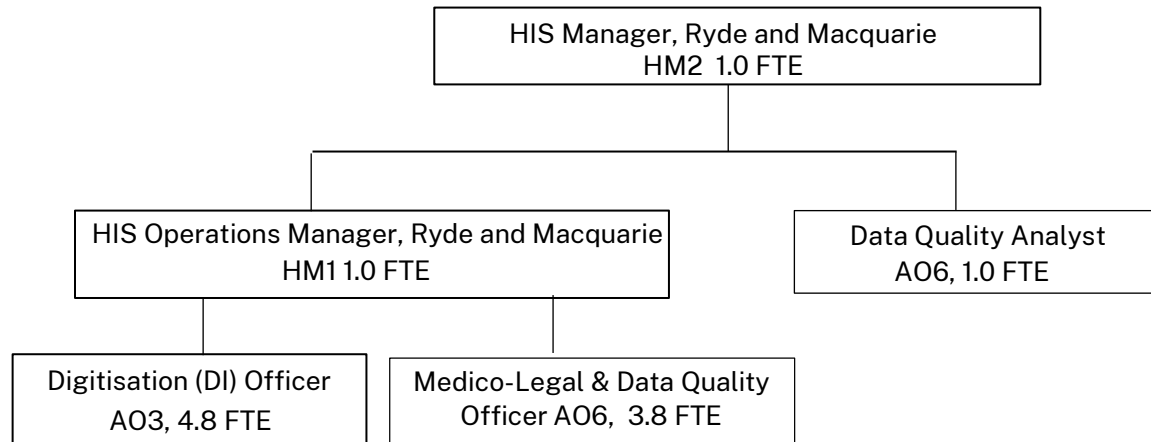 HIS Manager, Ryde and Macquarie
HM2 1.0 FTE
HIS Operations Manager, Ryde and Macquarie
HM1 1.0 FTE
Data Quality Analyst
AO6, 1.0 FTE
Digitisation (DI) Officer
AO3, 4.8 FTE
Medico-Legal & Data Quality
Officer AO6, 3.8 FTE